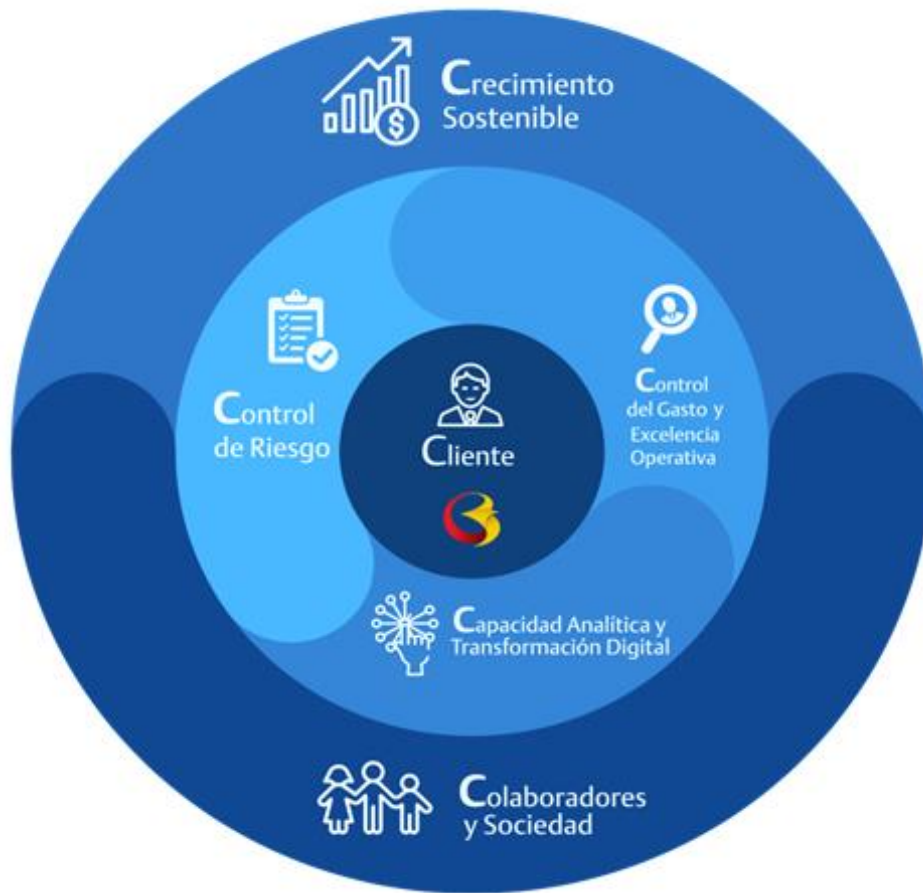 Crecimiento
Sostenible
Control
de Riesgo
Cliente
Control
del Gasto y
Excelencia
Operativa
Capacidad Analítica y
Transformación Digital
Colaboradores
y Sociedad